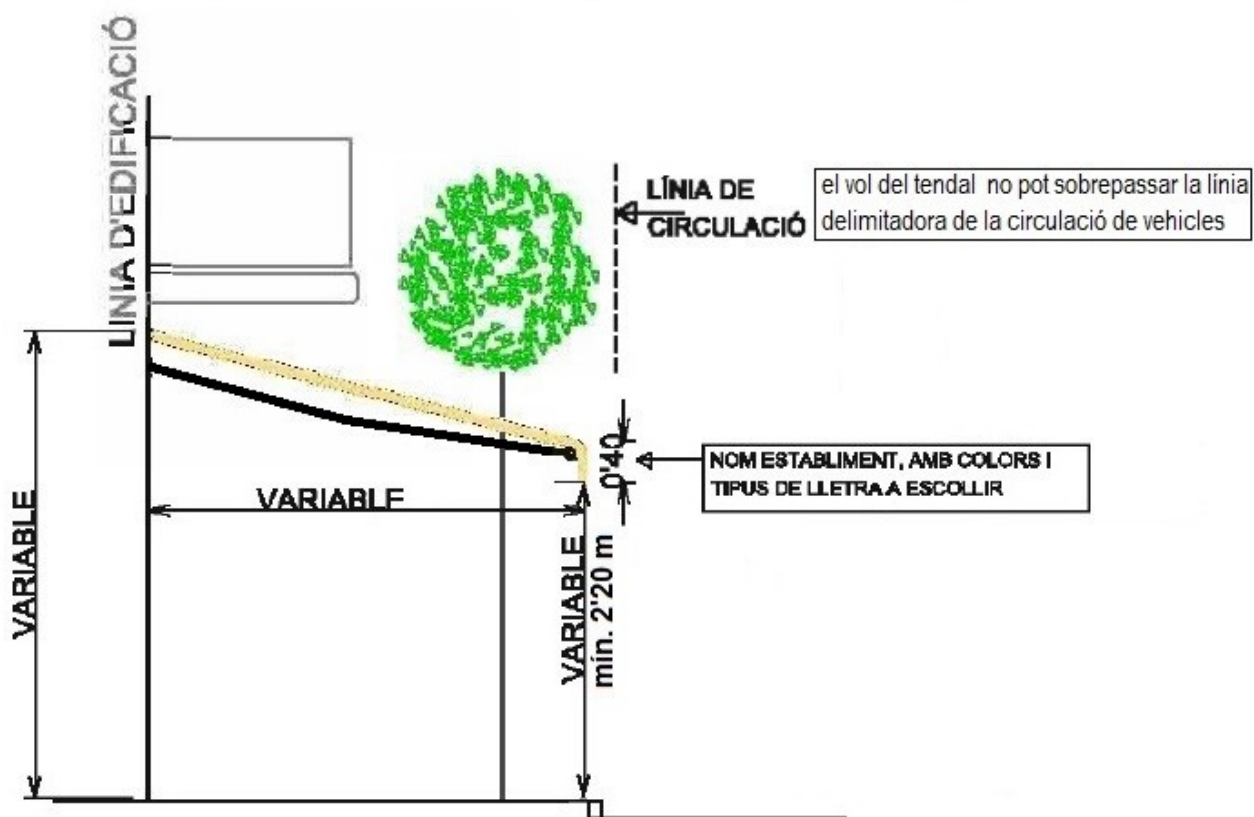 LÍNIA D'EDIFICACIÓ
LÍNIA DE
CIRCULACIÓ
el vol del tendal no pot sobrepassar la línia
delimitadora de la circulació de vehicles
0'40
NOM ESTABLIMENT, AMB COLORS I
TIPUS DE LLETRA A ESCOLLIR
VARIABLE
VARIABLE
VARIABLE
mín. 2'20 m